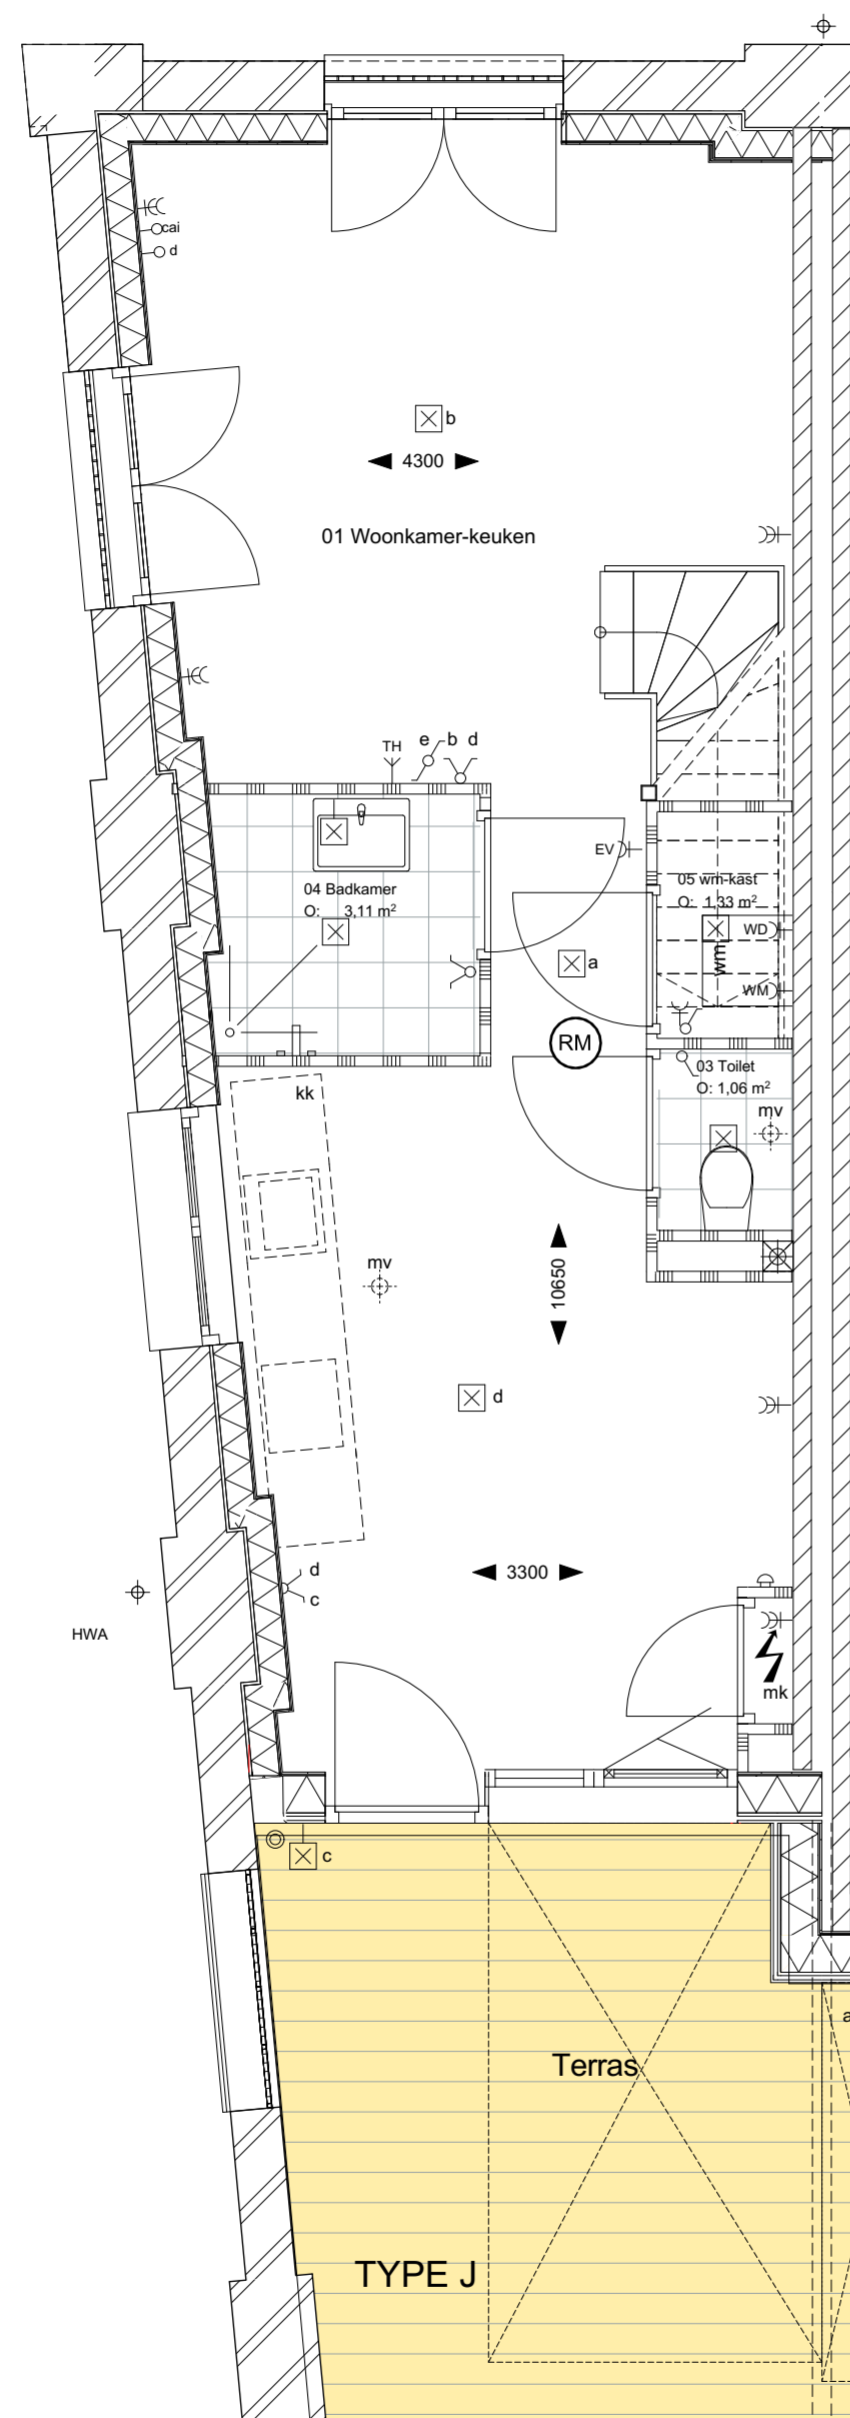 cai
d
b
4300
01 Woonkamer-keuken
TH
e b d
EV
04 Badkamer
O: 3,11 m²
05 wm-kast
O: 1,33 m²
WD
wm
WM
a
RM
03 Toilet
O: 1,06 m²
mv
kk
mv
10650
d
3300
d
c
HWA
mk
c
a
Terras
TYPE J